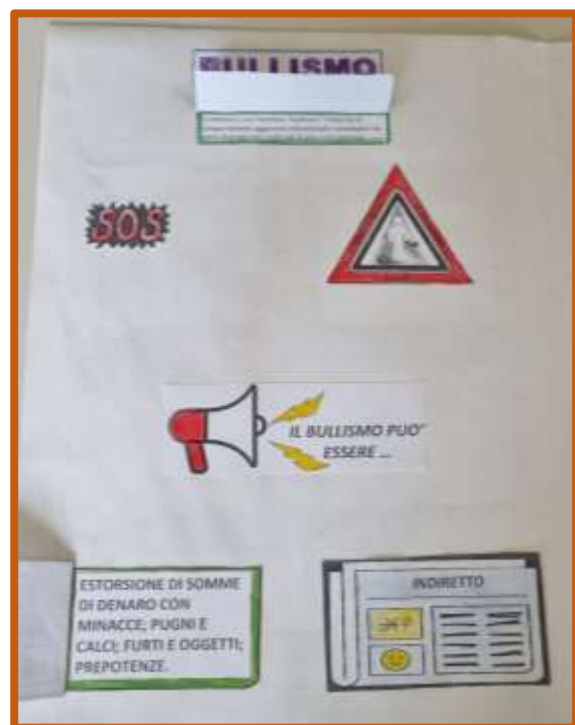 BULLISMO
SOS
IL BULLISMO PUO'
ESSERE ...
ESTORSIONE DI SOMME
DI DENARO CON
MINACCE; PUGNI E
CALCI; FURTI E OGGETTI;
PREPOTENZE.
INDIRETTO